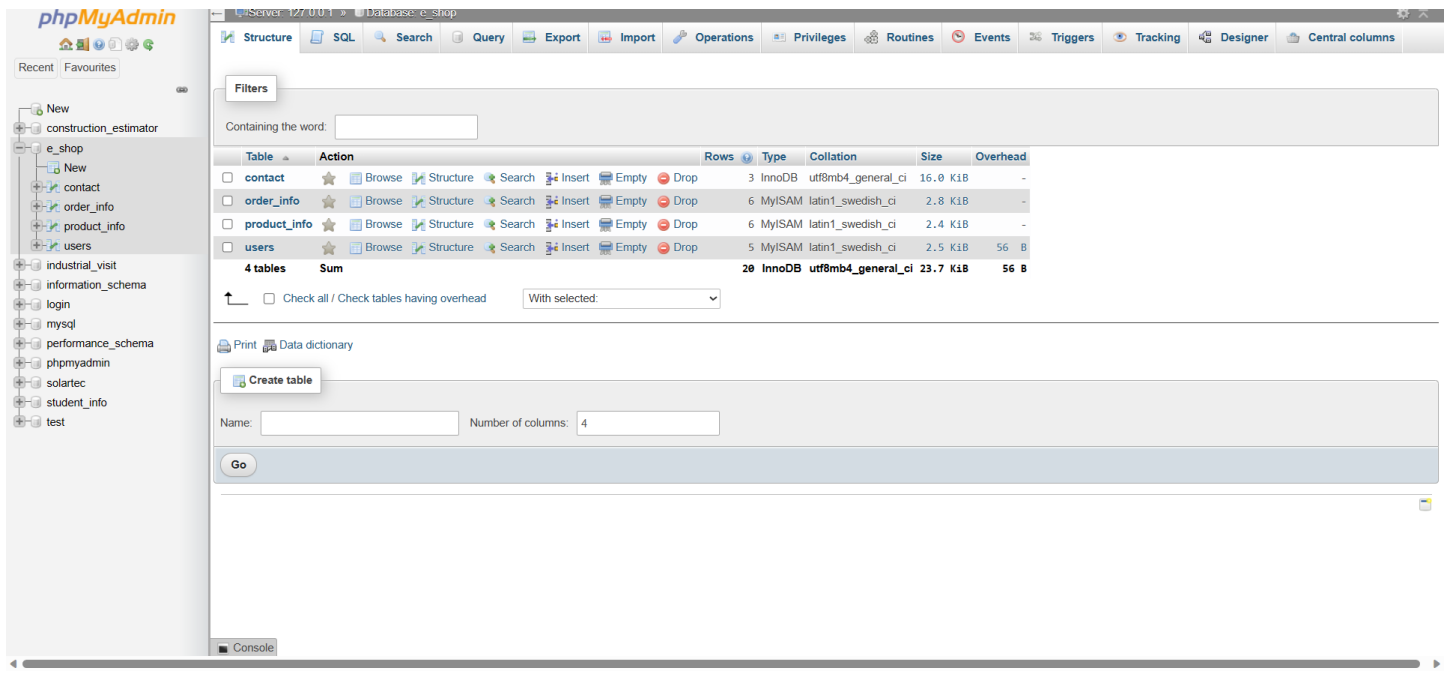 phpMyAdmin
Recent Favourites
New
construction_estimator
e_shop
New
contact
order_info
product_info
users
industrial_visit
information_schema
login
mysql
performance_schema
phpmyadmin
solartec
student_info
test
Server: 127.0.0.1 » Database: e_shop
Structure SQL Search Query Export Import Operations Privileges Routines Events Triggers Tracking Designer Central columns
Filters
Containing the word:
Table Action Rows Type Collation Size Overhead
contact Browse Structure Search Insert Empty Drop 3 InnoDB utf8mb4_general_ci 16.0 KiB -
order_info Browse Structure Search Insert Empty Drop 6 MyISAM latin1_swedish_ci 2.8 KiB -
product_info Browse Structure Search Insert Empty Drop 6 MyISAM latin1_swedish_ci 2.4 KiB -
users Browse Structure Search Insert Empty Drop 5 MyISAM latin1_swedish_ci 2.5 KiB 56 B
4 tables Sum 20 InnoDB utf8mb4_general_ci 23.7 KiB 56 B
Check all / Check tables having overhead With selected:
Print Data dictionary
Create table
Name: Number of columns: 4
Go
Console